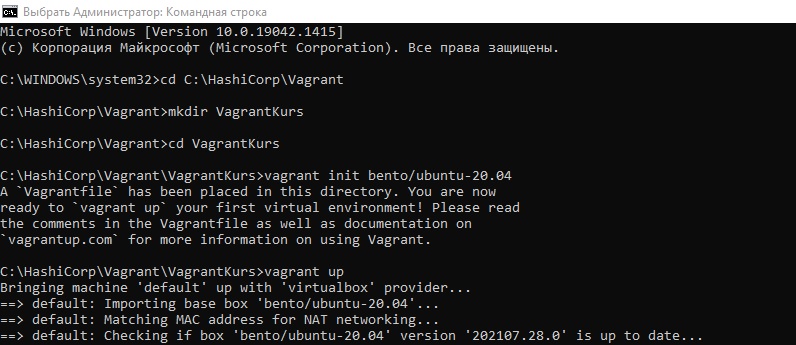 Выбрать Администратор: Командная строка
Microsoft Windows [Version 10.0.19042.1415]
(c) Корпорация Майкрософт (Microsoft Corporation). Все права защищены.
C:\WINDOWS\system32>cd C:\HashiCorp\Vagrant
C:\HashiCorp\Vagrant>mkdir VagrantKurs
C:\HashiCorp\Vagrant>cd VagrantKurs
C:\HashiCorp\Vagrant\VagrantKurs>vagrant init bento/ubuntu-20.04
A `Vagrantfile` has been placed in this directory. You are now
ready to `vagrant up` your first virtual environment! Please read
the comments in the Vagrantfile as well as documentation on
`vagrantup.com` for more information on using Vagrant.
C:\HashiCorp\Vagrant\VagrantKurs>vagrant up
Bringing machine 'default' up with 'virtualbox' provider...
==> default: Importing base box 'bento/ubuntu-20.04'...
==> default: Matching MAC address for NAT networking...
==> default: Checking if box 'bento/ubuntu-20.04' version '202107.28.0' is up to date...